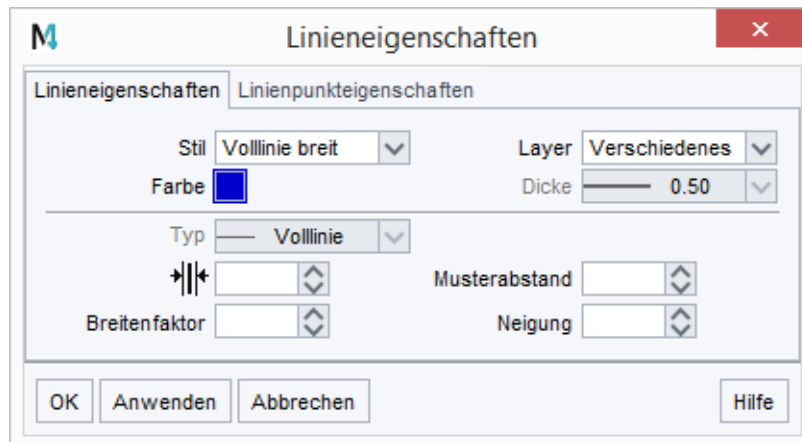 M4 Linieneigenschaften
Linieneigenschaften Linienpunkteigenschaften
Stil Volllinie breit Layer Verschiedenes
Farbe Dicke 0.50
Typ Volllinie
Musterabstand
Breitenfaktor Neigung
OK Anwenden Abbrechen Hilfe